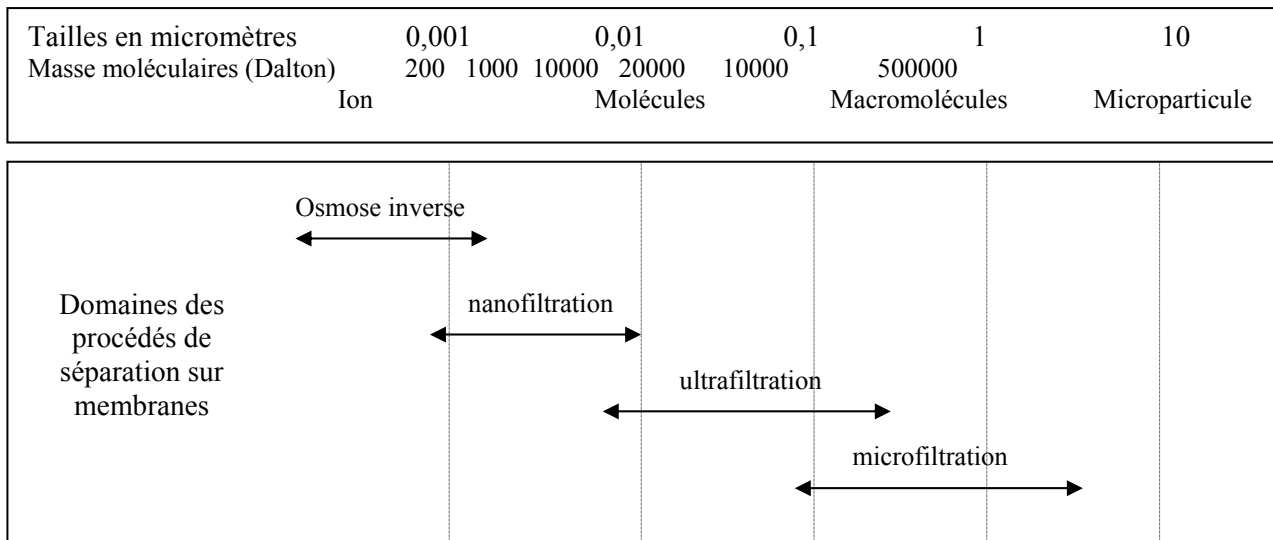 Tailles en micromètres 0,001 0,01 0,1 1 10
Masse moléculaires (Dalton) 200 1000 10000 20000 10000 500000
Ion Molécules Macromolécules Microparticule
Osmose inverse
Domaines des
procédés de
séparation sur
membranes
nanofiltration
ultrafiltration
microfiltration